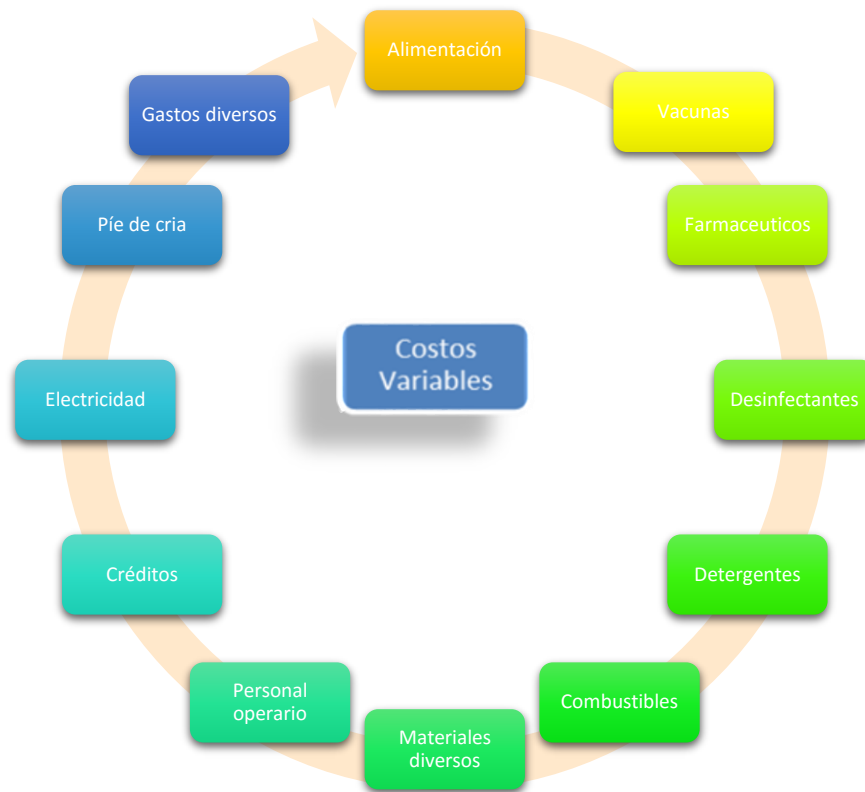 Alimentación
Vacunas
Farmaceuticos
Desinfectantes
Detergentes
Combustibles
Materiales
diversos
Personal
operario
Créditos
Electricidad
Píe de cria
Gastos diversos
Costos
Variables